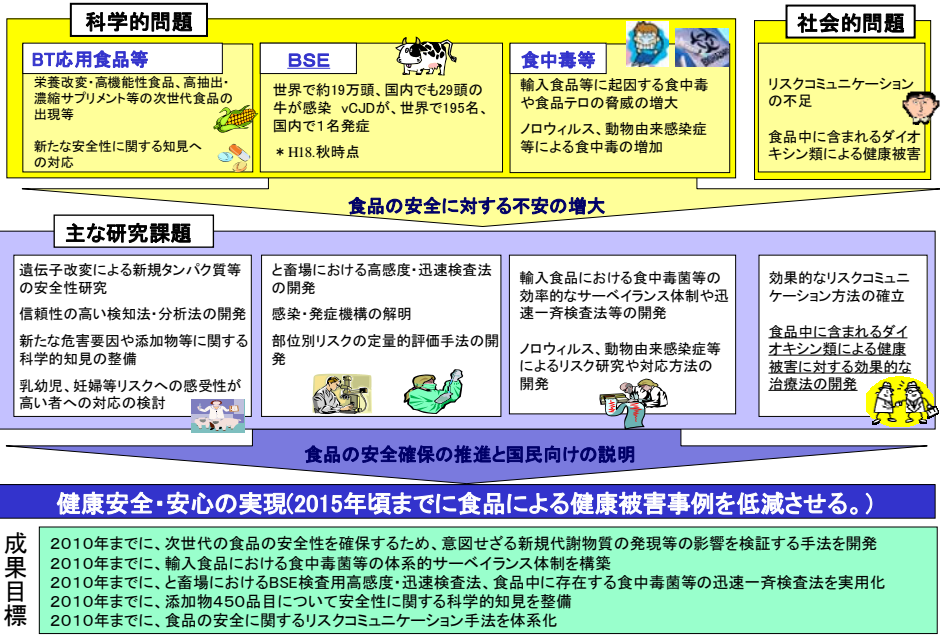 科学的問題
社会的問題
BT応用食品等
栄養改変・高機能性食品、高抽出・
濃縮サプリメント等の次世代食品の
出現等
新たな安全性に関する知見へ
の対応
BSE
世界で約19万頭、国内でも29頭の
牛が感染 vCJDが、世界で195名、
国内で1名発症
＊H18.秋時点
食中毒等
輸入食品等に起因する食中毒
や食品テロの脅威の増大
ノロウィルス、動物由来感染症
等による食中毒の増加
リスクコミュニケーション
の不足
食品中に含まれるダイオ
キシン類による健康被害
食品の安全に対する不安の増大
主な研究課題
遺伝子改変による新規タンパク質等
の安全性研究
信頼性の高い検知法・分析法の開発
新たな危害要因や添加物等に関する
科学的知見の整備
乳幼児、妊婦等リスクへの感受性が
高い者への対応の検討
と畜場における高感度・迅速検査法
の開発
感染・発症機構の解明
部位別リスクの定量的評価手法の開
発
輸入食品における食中毒菌等の
効率的なサーベイランス体制や迅
速一斉検査法等の開発
ノロウィルス、動物由来感染症等
によるリスク研究や対応方法の
開発
効果的なリスクコミュニ
ケーション方法の確立
食品中に含まれるダイ
オキシン類による健康
被害に対する効果的な
治療法の開発
食品の安全確保の推進と国民向けの説明
健康安全・安心の実現(2015年頃までに食品による健康被害事例を低減させる。)
成果目標
2010年までに、次世代の食品の安全性を確保するため、意図せざる新規代謝物質の発現等の影響を検証する手法を開発
2010年までに、輸入食品における食中毒菌等の体系的サーベイランス体制を構築
2010年までに、と畜場におけるBSE検査用高感度・迅速検査法、食品中に存在する食中毒菌等の迅速一斉検査法を実用化
2010年までに、添加物450品目について安全性に関する科学的知見を整備
2010年までに、食品の安全に関するリスクコミュニケーション手法を体系化